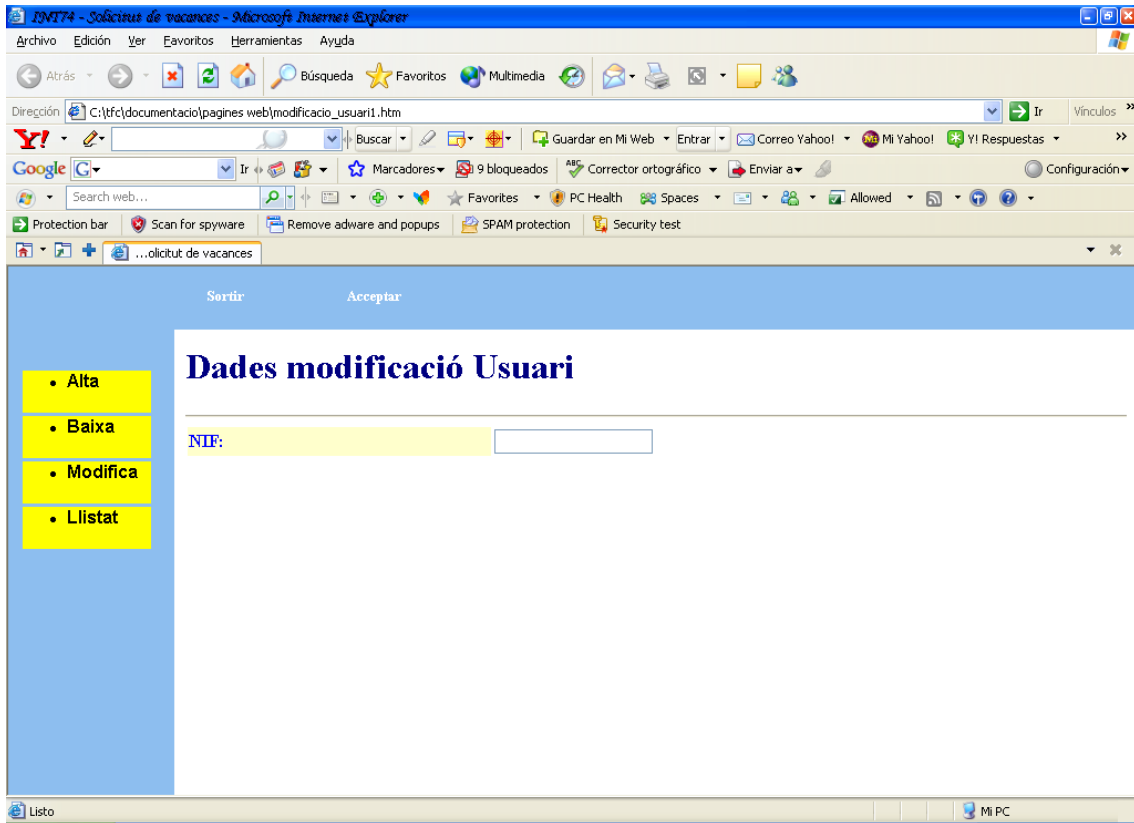 INT74 - Solicitut de vacances - Microsoft Internet Explorer
Archivo Edición Ver Favoritos Herramientas Ayuda
Atrás Búsqueda Favoritos Multimedia
Dirección C:\tfc\documentacio\pagines web\modificacio_usuari1.htm Ir Vínculos »
Y! Buscar Guardar en Mi Web Entrar Correo Yahoo! Mi Yahoo! Y! Respuestas »
Google G Ir Marcadores 9 bloqueados ABC Corrector ortográfico Enviar a Configuración
Search web... Favorites PC Health Spaces Allowed
Protection bar Scan for spyware Remove adware and popups SPAM protection Security test
...olicitut de vacances
Sortir Acceptar
Dades modificació Usuari
• Alta
• Baixa
• Modifica
• Llistat
NIF:
Listo Mi PC